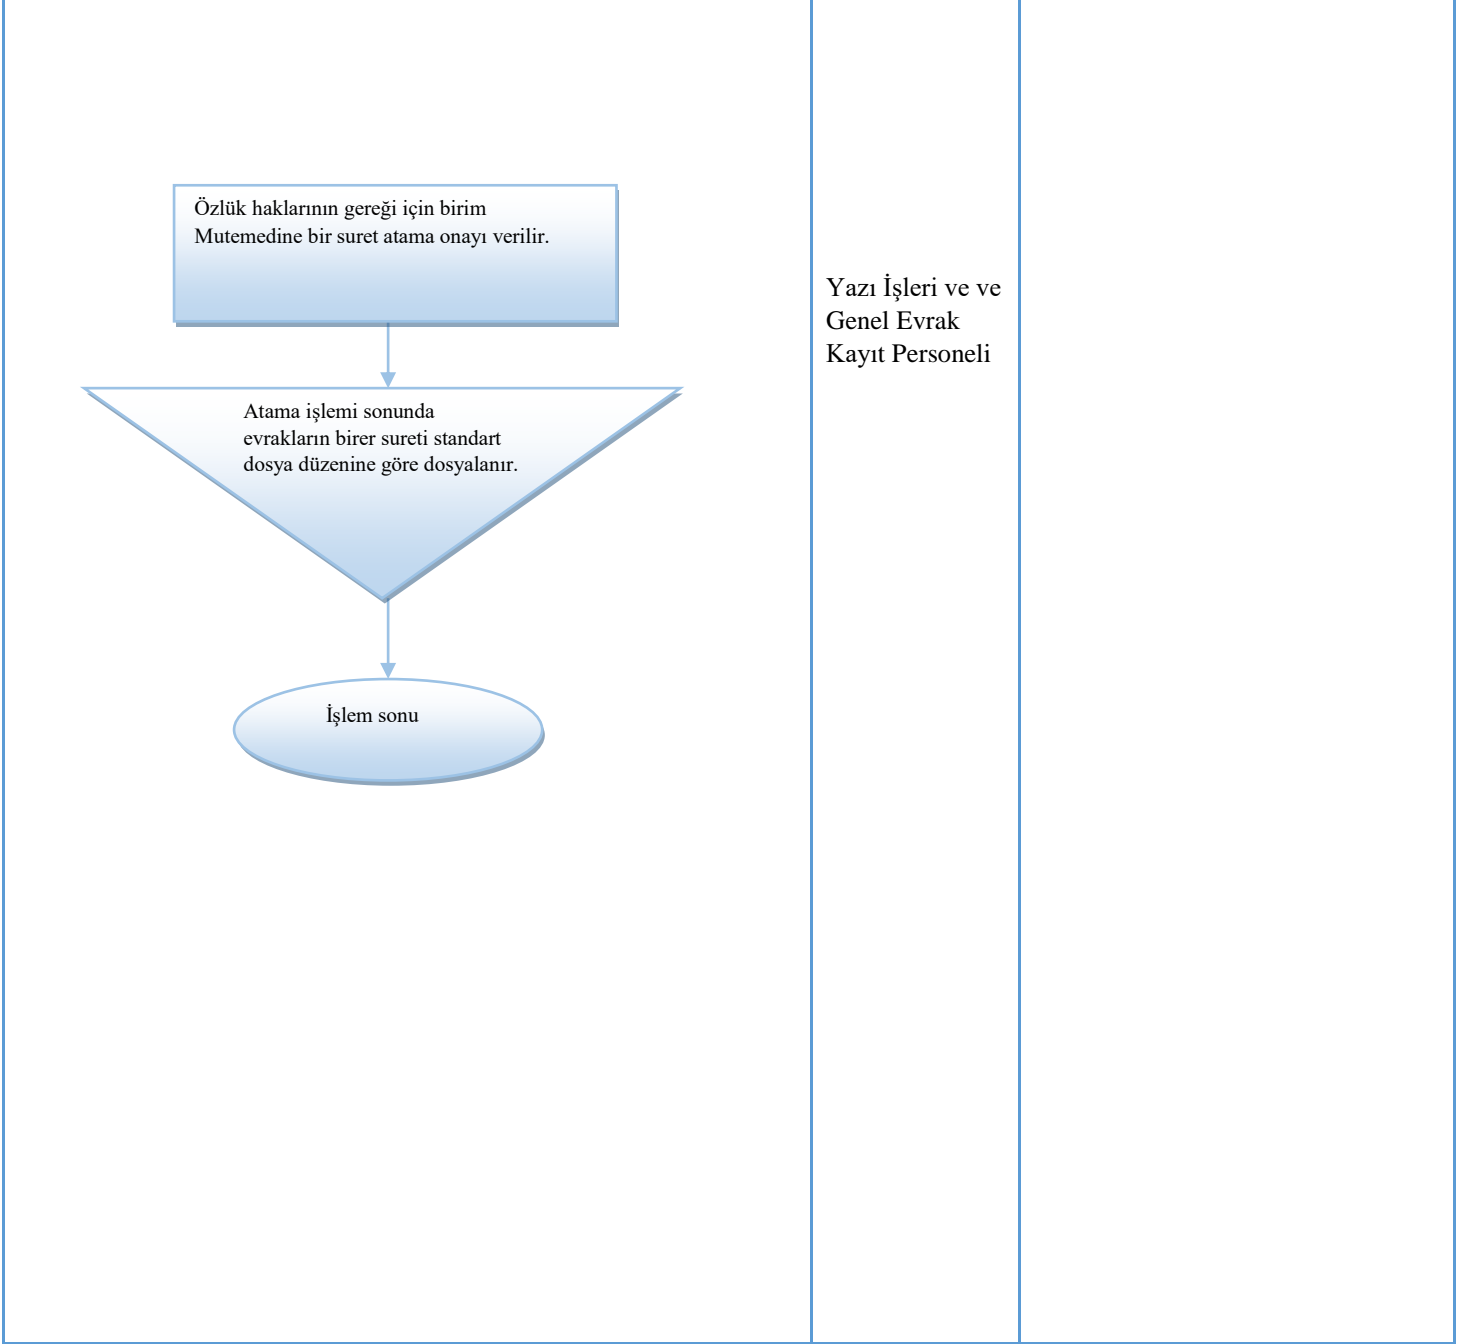 Özlük haklarının gereği için birim
Mutemedine bir suret atama onayı verilir.
Atama işlemi sonunda
evrakların birer sureti standart
dosya düzenine göre dosyalanır.
İşlem sonu
Yazı İşleri ve ve
Genel Evrak
Kayıt Personeli